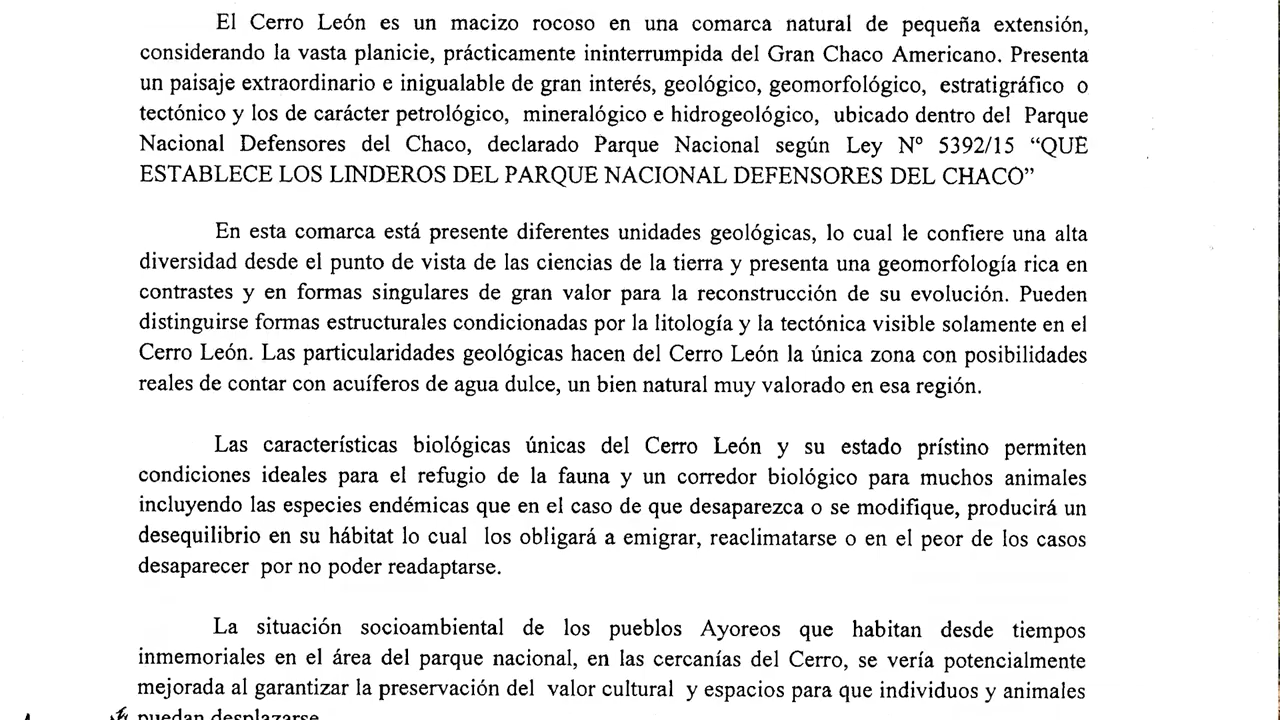 El Cerro León es un macizo rocoso en una comarca natural de pequeña extensión,
considerando la vasta planicie, prácticamente ininterrumpida del Gran Chaco Americano. Presenta
un paisaje extraordinario e inigualable de gran interés, geológico, geomorfológico, estratigráfico o
tectónico y los de carácter petrológico, mineralógico e hidrogeológico, ubicado dentro del Parque
Nacional Defensores del Chaco, declarado Parque Nacional según Ley Nº 5392/15 “QUE
ESTABLECE LOS LINDEROS DEL PARQUE NACIONAL DEFENSORES DEL CHACO”
En esta comarca está presente diferentes unidades geológicas, lo cual le confiere una alta
diversidad desde el punto de vista de las ciencias de la tierra y presenta una geomorfología rica en
contrastes y en formas singulares de gran valor para la reconstrucción de su evolución. Pueden
distinguirse formas estructurales condicionadas por la litología y la tectónica visible solamente en el
Cerro León. Las particularidades geológicas hacen del Cerro León la única zona con posibilidades
reales de contar con acuíferos de agua dulce, un bien natural muy valorado en esa región.
Las características biológicas únicas del Cerro León y su estado prístino permiten
condiciones ideales para el refugio de la fauna y un corredor biológico para muchos animales
incluyendo las especies endémicas que en el caso de que desaparezca o se modifique, producirá un
desequilibrio en su hábitat lo cual los obligará a emigrar, reaclimatarse o en el peor de los casos
desaparecer por no poder readaptarse.
La situación socioambiental de los pueblos Ayoreos que habitan desde tiempos
inmemoriales en el área del parque nacional, en las cercanías del Cerro, se vería potencialmente
mejorada al garantizar la preservación del valor cultural y espacios para que individuos y animales
puedan desplazarse.